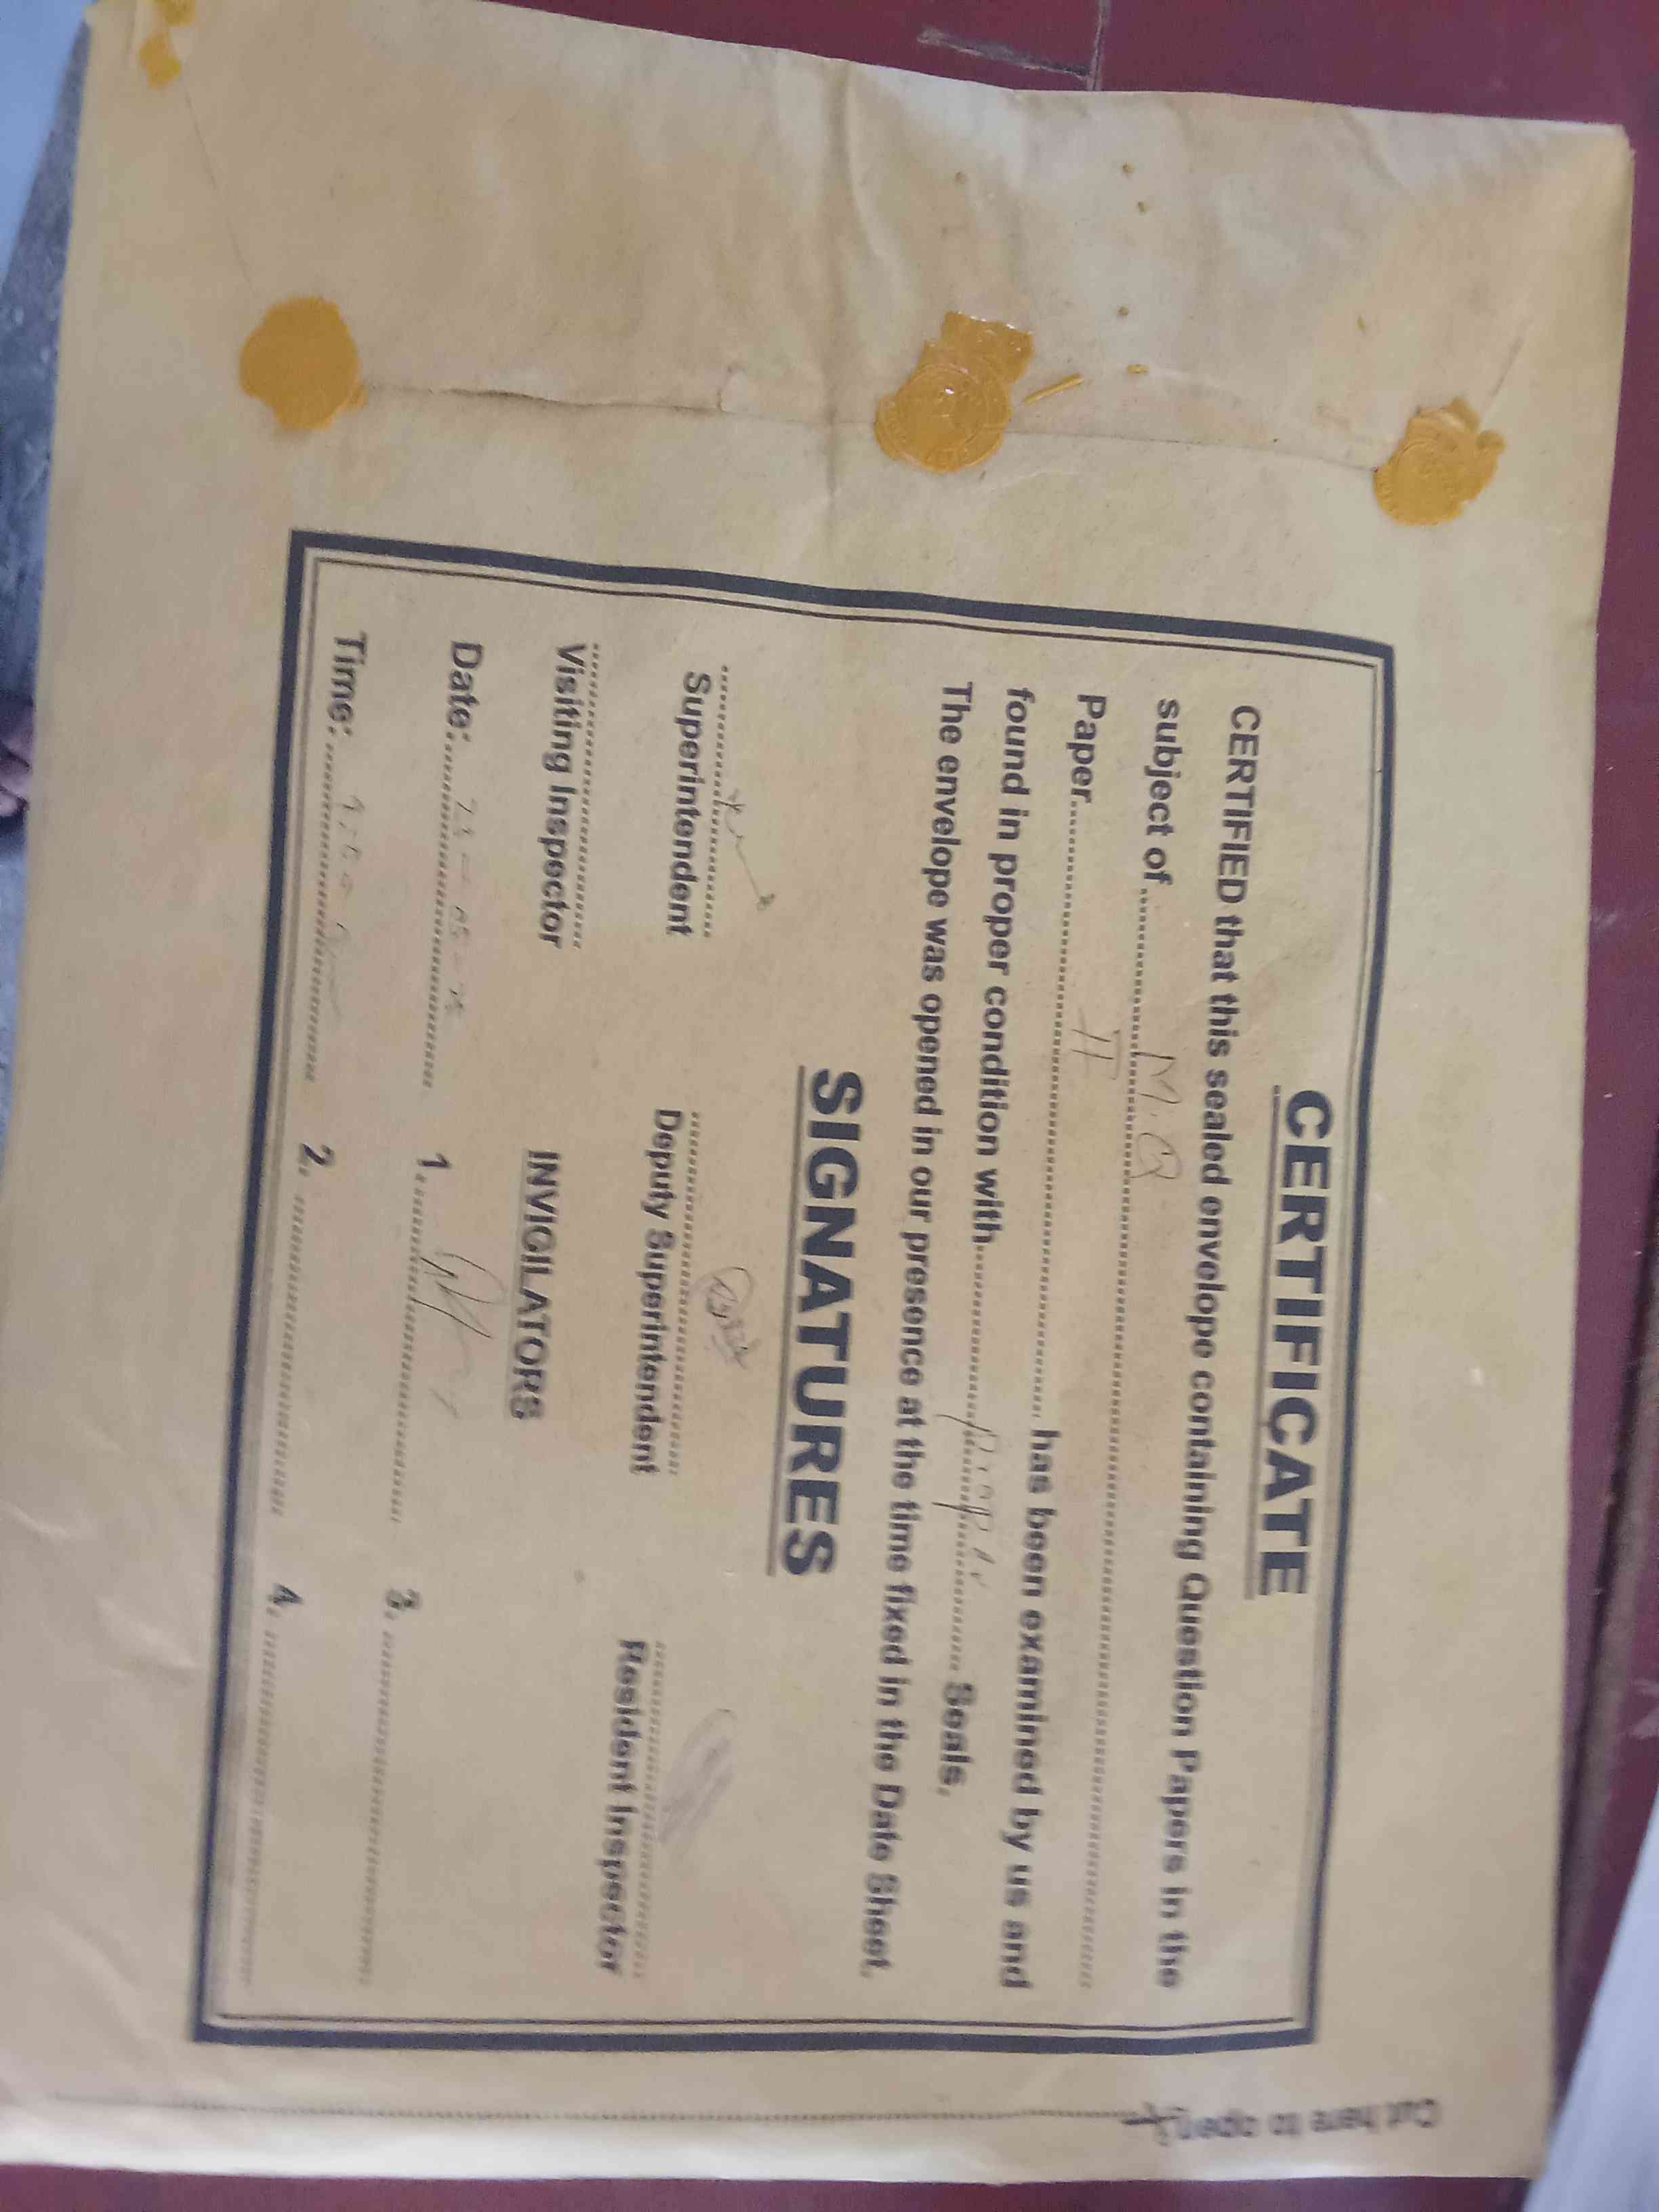 CERTIFICATE
CERTIFIED that this sealed envelope containing Question Papers in the
subject of.......... M.Q ..........
Paper.......... II .......... has been examined by us and
found in proper condition with.......... Proper .......... Seals.
The envelope was opened in our presence at the time fixed in the Date Sheet.
SIGNATURES
Superintendent Deputy Superintendent Resident Inspector
Visiting Inspector INVIGILATORS
Date: 1. 3.
Time: 2. 4.
Cut here to open